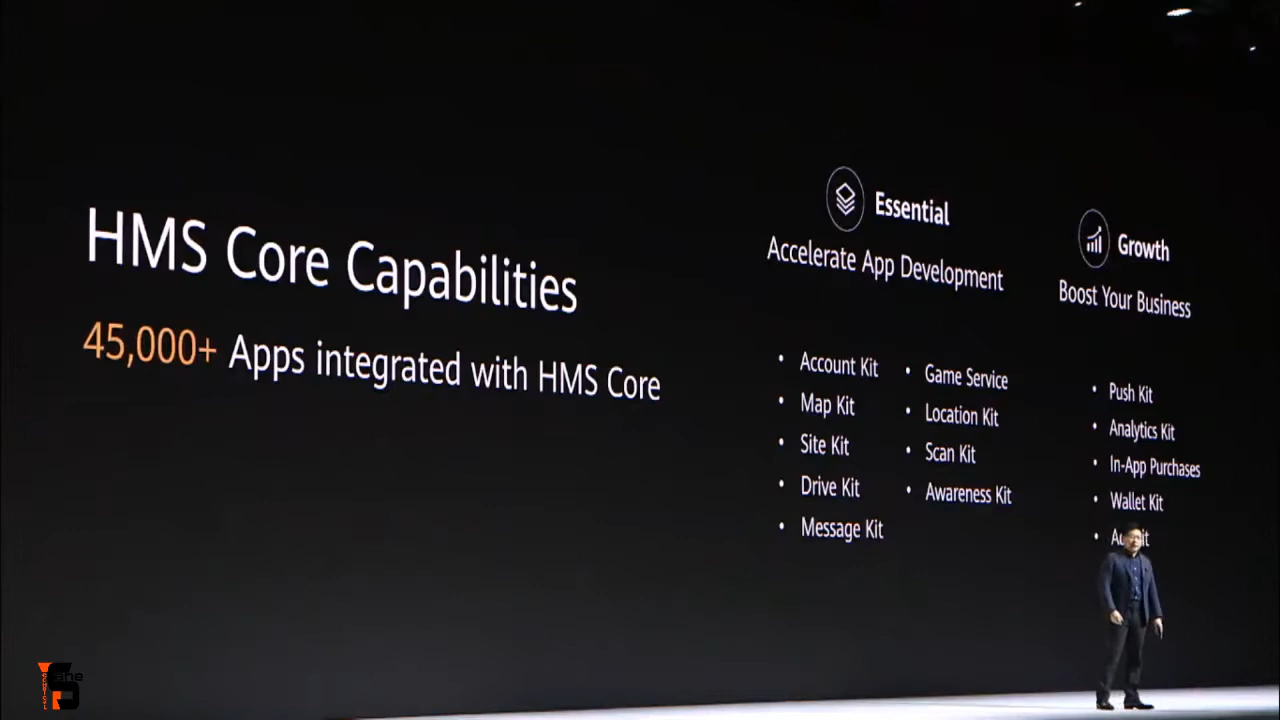 HMS Core Capabilities
45,000+ Apps integrated with HMS Core
Essential
Accelerate App Development
• Account Kit
• Map Kit
• Site Kit
• Drive Kit
• Message Kit
• Game Service
• Location Kit
• Scan Kit
• Awareness Kit
Growth
Boost Your Business
• Push Kit
• Analytics Kit
• In-App Purchases
• Wallet Kit